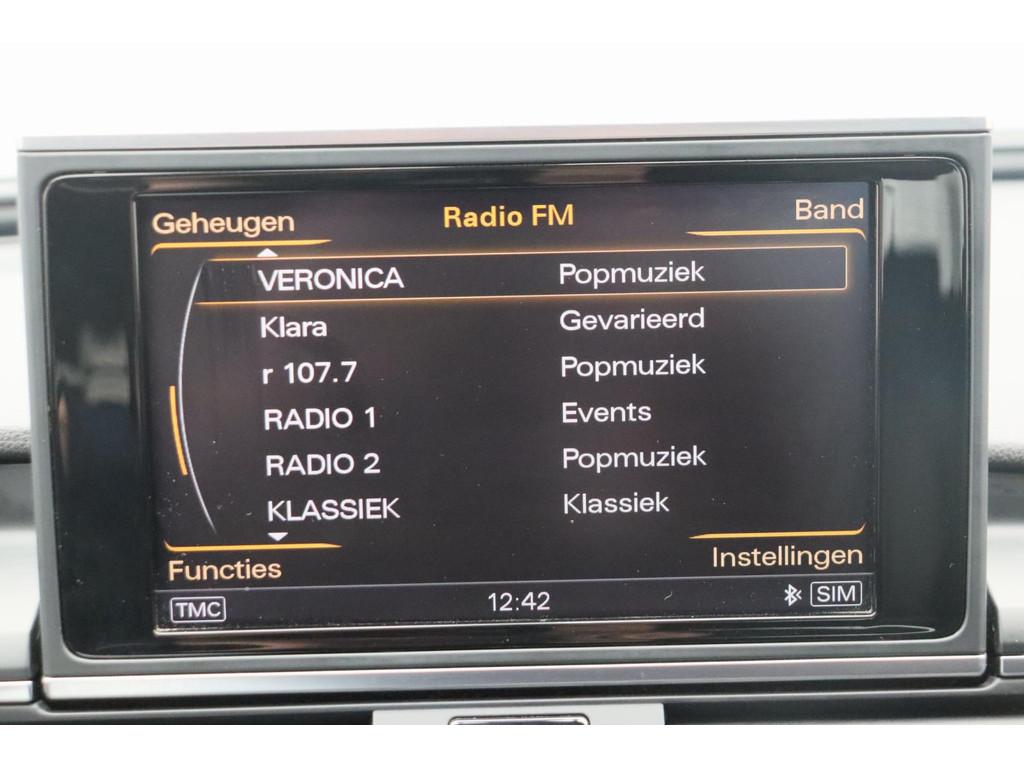 Geheugen Radio FM Band
VERONICA Popmuziek
Klara Gevarieerd
r 107.7 Popmuziek
RADIO 1 Events
RADIO 2 Popmuziek
KLASSIEK Klassiek
Functies Instellingen
TMC 12:42 SIM